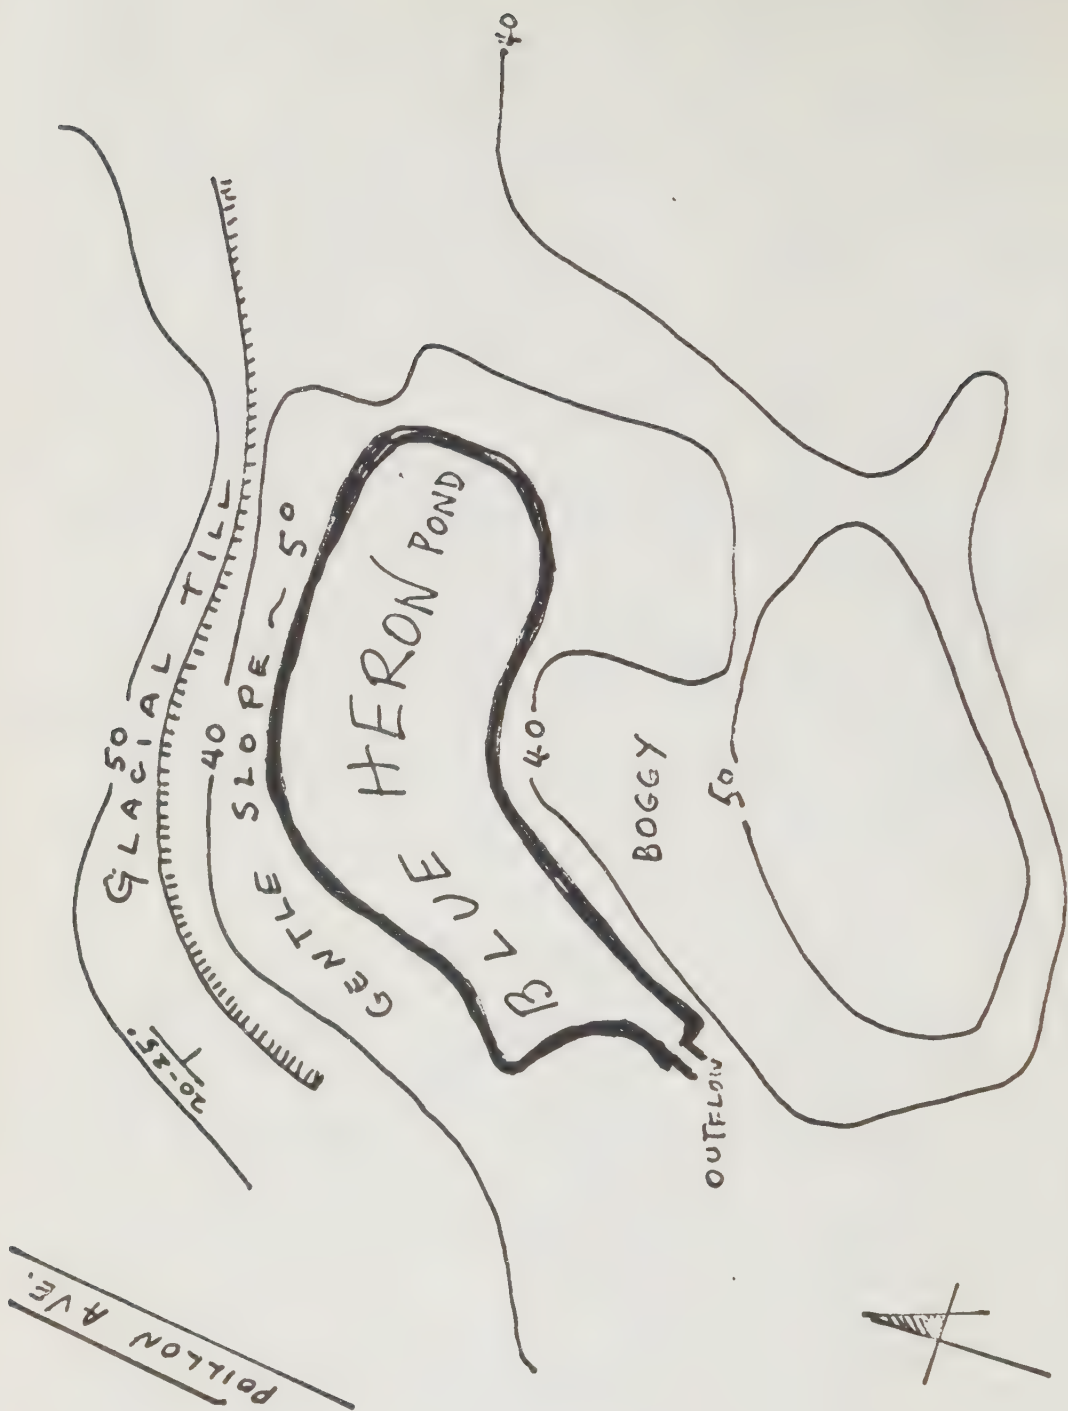 40
50
GLACIAL TILL
40
GENTLE SLOPE ~ 5°
20-25°
BLUE HERON POND
40
BOGGY
50
OUTFLOW
POILLON AVE.